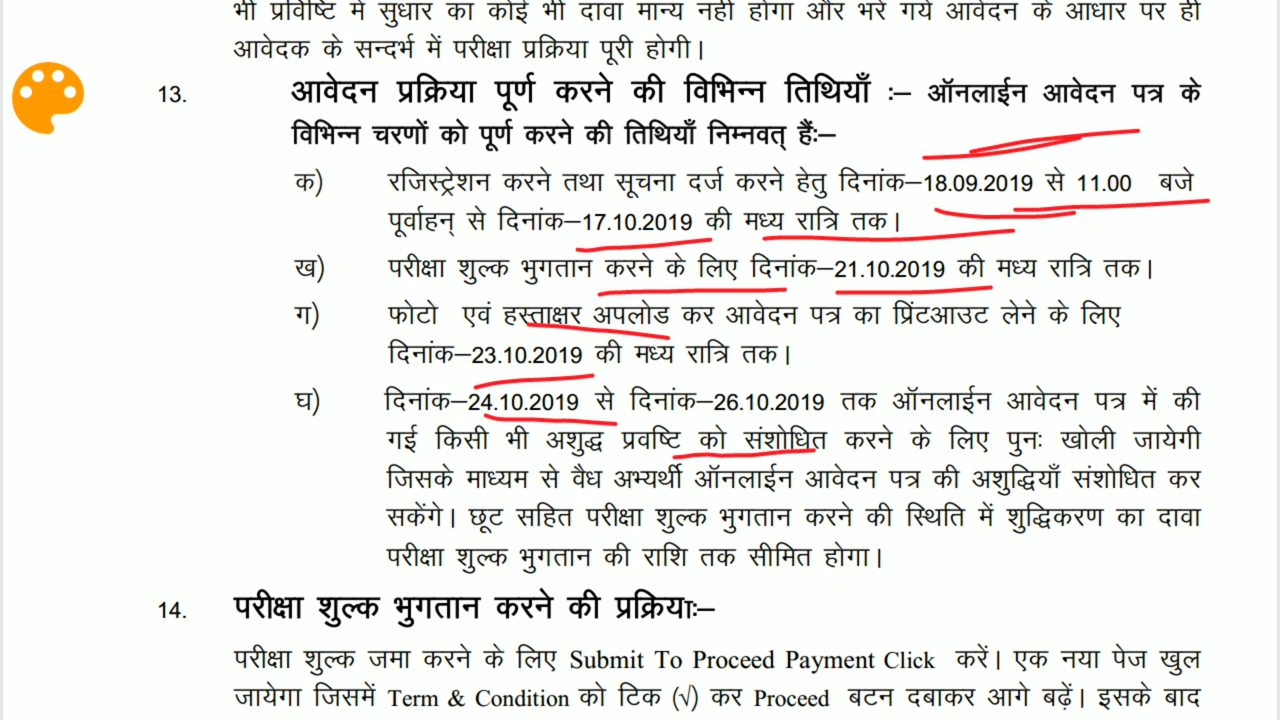 भी प्रविष्टि में सुधार का कोई भी दावा मान्य नहीं होगा और भरे गये आवेदन के आधार पर ही
आवेदक के सन्दर्भ में परीक्षा प्रक्रिया पूरी होगी।
13. आवेदन प्रक्रिया पूर्ण करने की विभिन्न तिथियाँ :– ऑनलाईन आवेदन पत्र के
विभिन्न चरणों को पूर्ण करने की तिथियाँ निम्नवत् हैंः–
क) रजिस्ट्रेशन करने तथा सूचना दर्ज करने हेतु दिनांक–18.09.2019 से 11.00 बजे
पूर्वाहन् से दिनांक–17.10.2019 की मध्य रात्रि तक।
ख) परीक्षा शुल्क भुगतान करने के लिए दिनांक–21.10.2019 की मध्य रात्रि तक।
ग) फोटो एवं हस्ताक्षर अपलोड कर आवेदन पत्र का प्रिंटआउट लेने के लिए
दिनांक–23.10.2019 की मध्य रात्रि तक।
घ) दिनांक–24.10.2019 से दिनांक–26.10.2019 तक ऑनलाईन आवेदन पत्र में की
गई किसी भी अशुद्ध प्रवष्टि को संशोधित करने के लिए पुनः खोली जायेगी
जिसके माध्यम से वैध अभ्यर्थी ऑनलाईन आवेदन पत्र की अशुद्धियाँ संशोधित कर
सकेंगे। छूट सहित परीक्षा शुल्क भुगतान करने की स्थिति में शुद्धिकरण का दावा
परीक्षा शुल्क भुगतान की राशि तक सीमित होगा।
14. परीक्षा शुल्क भुगतान करने की प्रक्रियाः–
परीक्षा शुल्क जमा करने के लिए Submit To Proceed Payment Click करें। एक नया पेज खुल
जायेगा जिसमें Term & Condition को टिक (√) कर Proceed बटन दबाकर आगे बढ़ें। इसके बाद